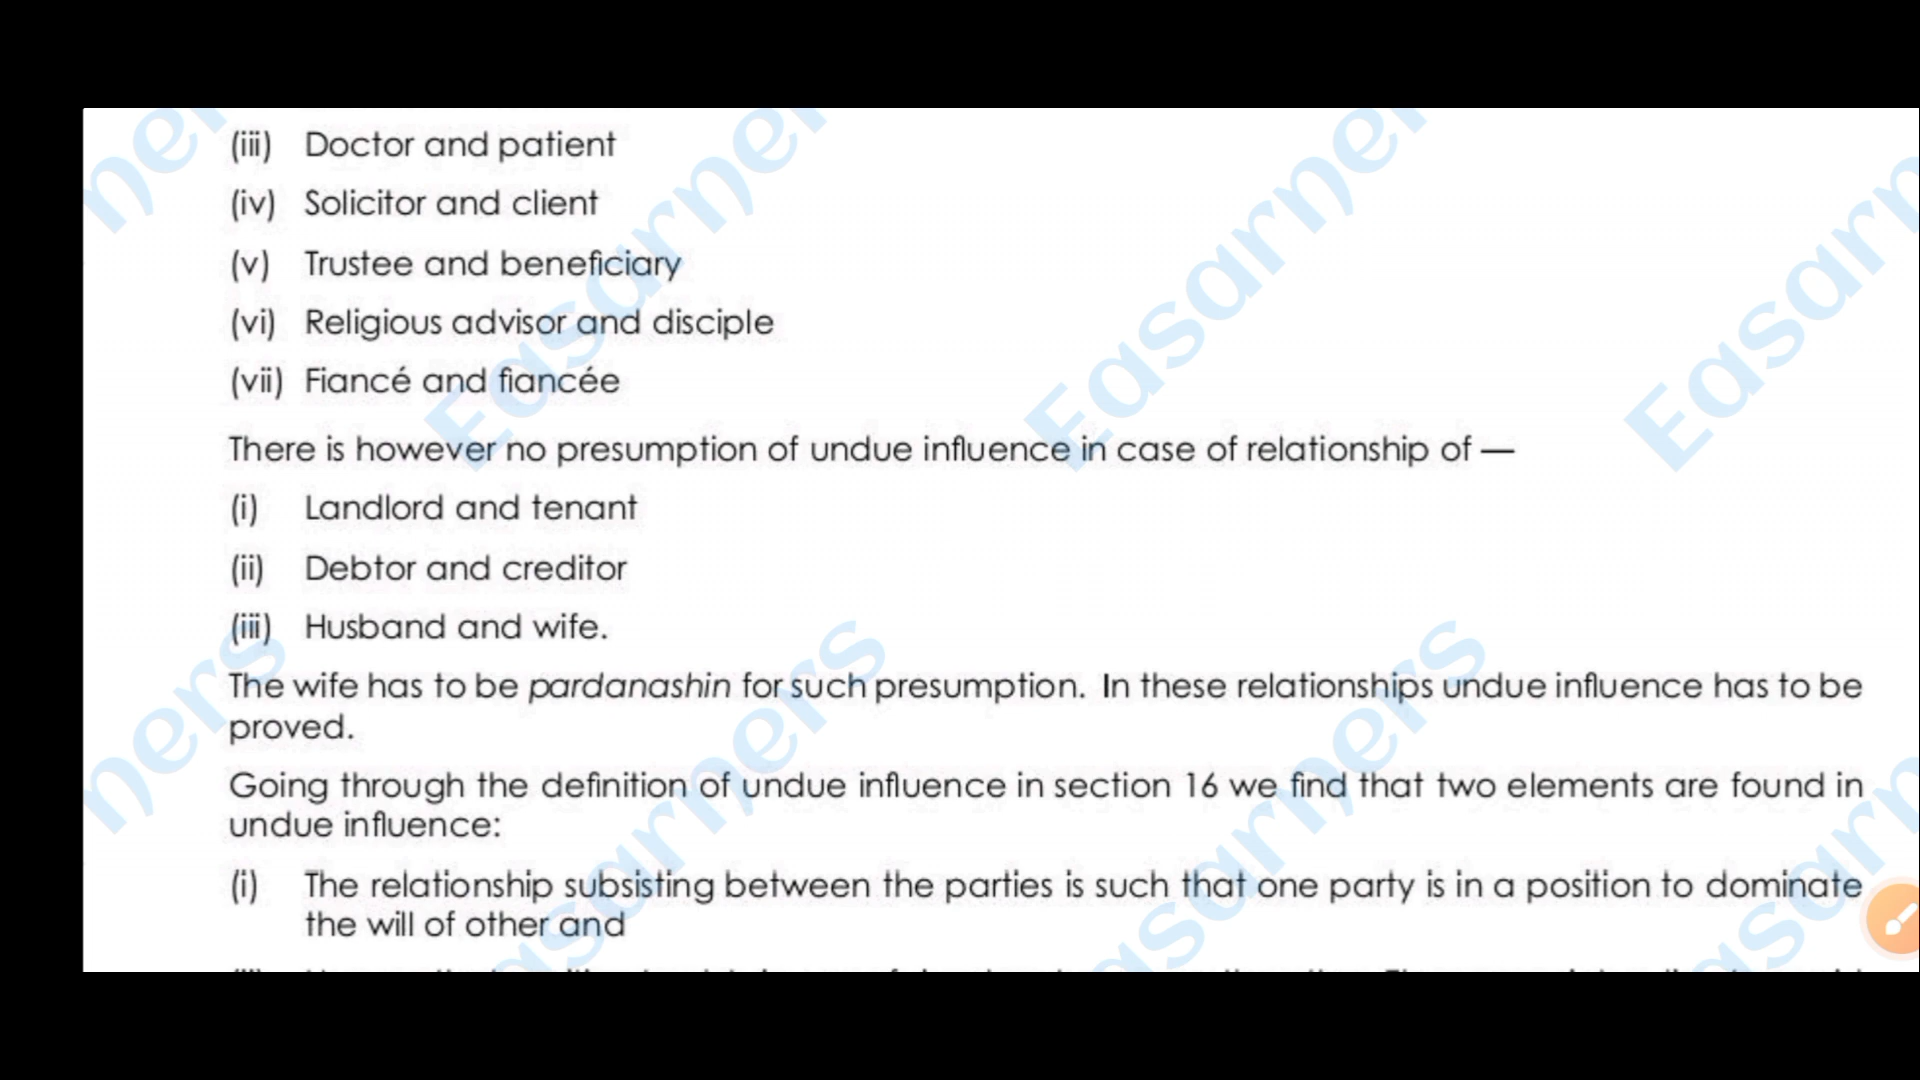 (iii) Doctor and patient
(iv) Solicitor and client
(v) Trustee and beneficiary
(vi) Religious advisor and disciple
(vii) Fiancé and fiancée
There is however no presumption of undue influence in case of relationship of —
(i) Landlord and tenant
(ii) Debtor and creditor
(iii) Husband and wife.
The wife has to be pardanashin for such presumption. In these relationships undue influence has to be
proved.
Going through the definition of undue influence in section 16 we find that two elements are found in
undue influence:
(i) The relationship subsisting between the parties is such that one party is in a position to dominate
the will of other and